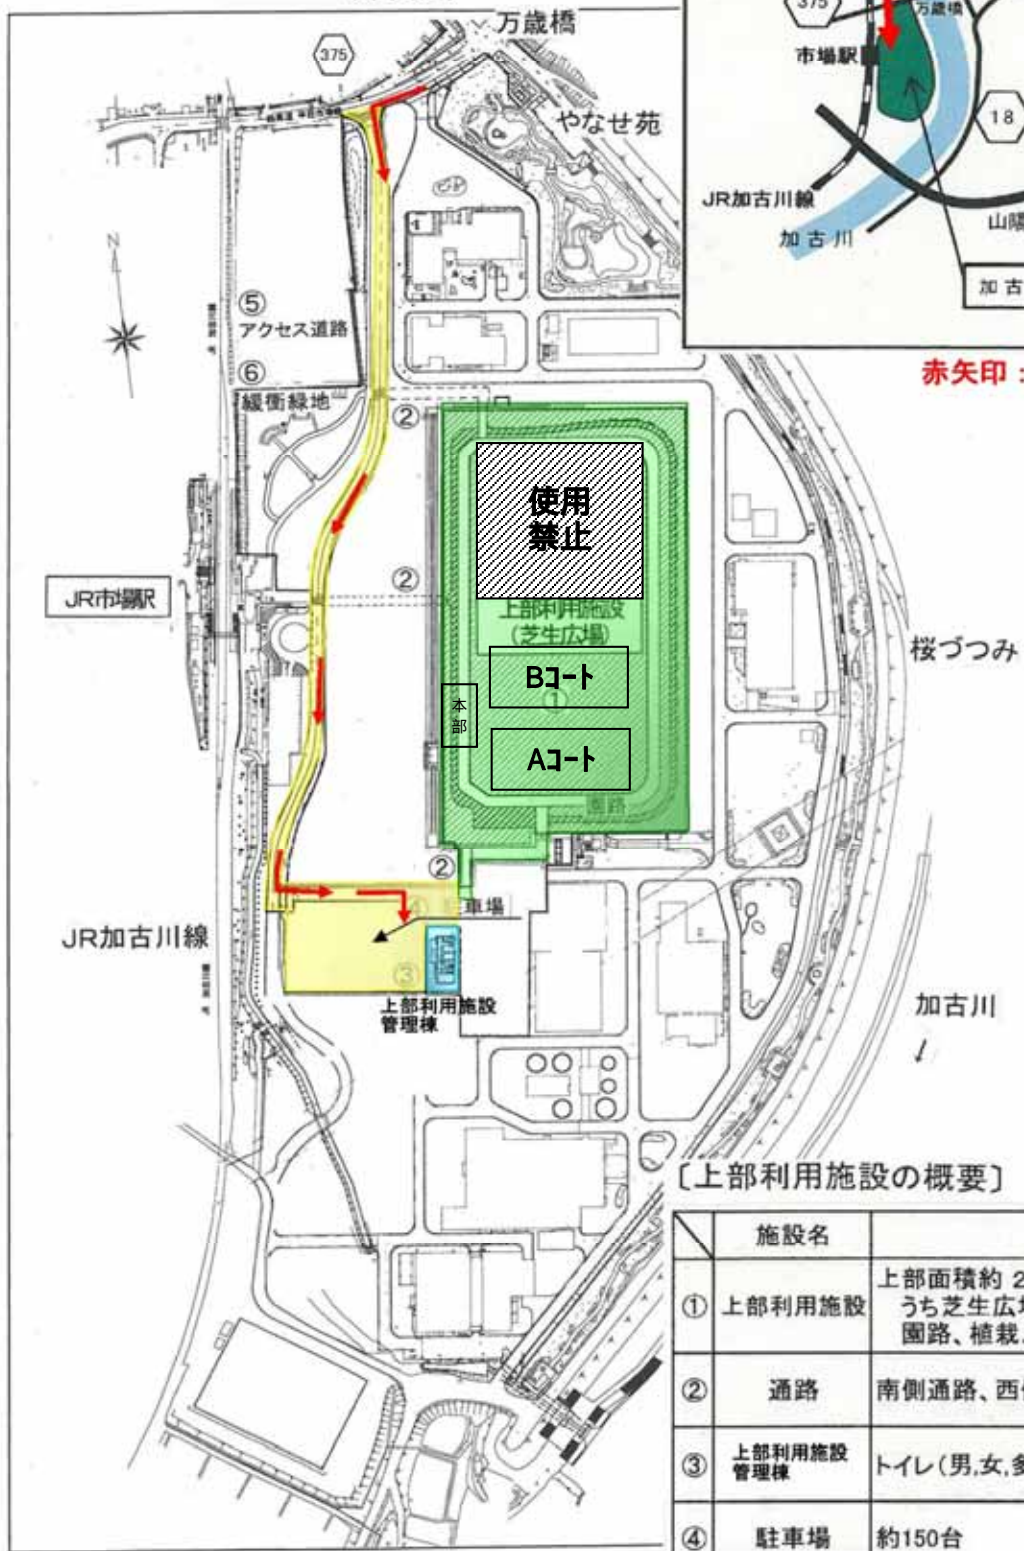 万歳橋
375
やなせ苑
375
万歳橋
市場駅
18
JR加古川線
加古川
山陽
加古
N
⑤
アクセス道路
⑥
緩衝緑地
赤矢印：
②
使用
禁止
②
上部利用施設
(芝生広場)
JR市場駅
桜づつみ
Bコート
①
本部
Aコート
園路
②
④
車場
JR加古川線
③
上部利用施設
管理棟
加古川
〔上部利用施設の概要〕
施設名
① 上部利用施設 上部面積約 2
うち芝生広場
園路、植栽
② 通路 南側通路、西
③ 上部利用施設
管理棟 トイレ(男,女,多
④ 駐車場 約150台